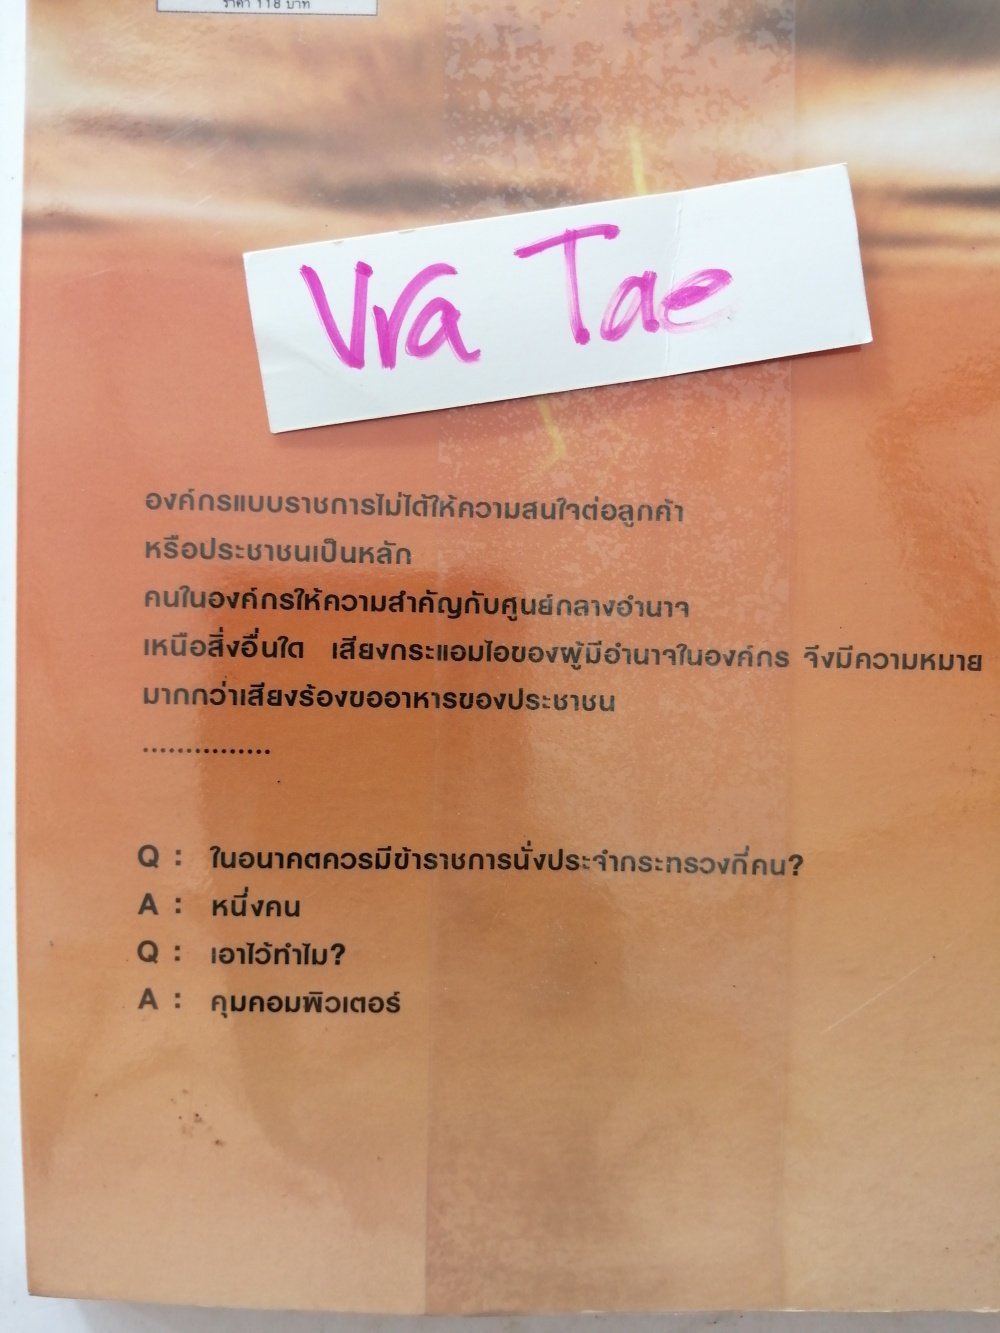 ราคา 118 บาท
Vra Tae
องค์กรแบบราชการไม่ได้ให้ความสนใจต่อลูกค้า
หรือประชาชนเป็นหลัก
คนในองค์กรให้ความสำคัญกับศูนย์กลางอำนาจ
เหนือสิ่งอื่นใด เสียงกระแอมไอของผู้มีอำนาจในองค์กร จึงมีความหมาย
มากกว่าเสียงร้องขออาหารของประชาชน
...............
Q : ในอนาคตควรมีข้าราชการนั่งประจำกระทรวงกี่คน?
A : หนึ่งคน
Q : เอาไว้ทำไม?
A : คุมคอมพิวเตอร์